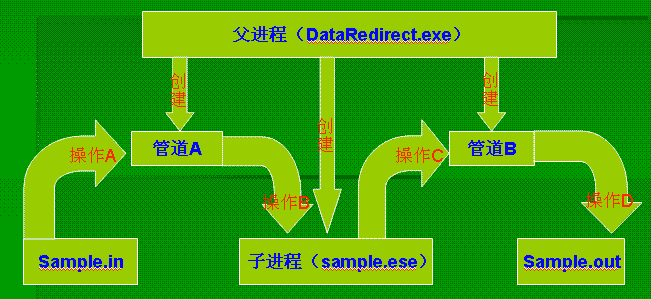 父进程（DataRedirect.exe）
创建
创建
创建
操作A
管道A
操作B
操作C
管道B
操作D
Sample.in
子进程（sample.ese）
Sample.out